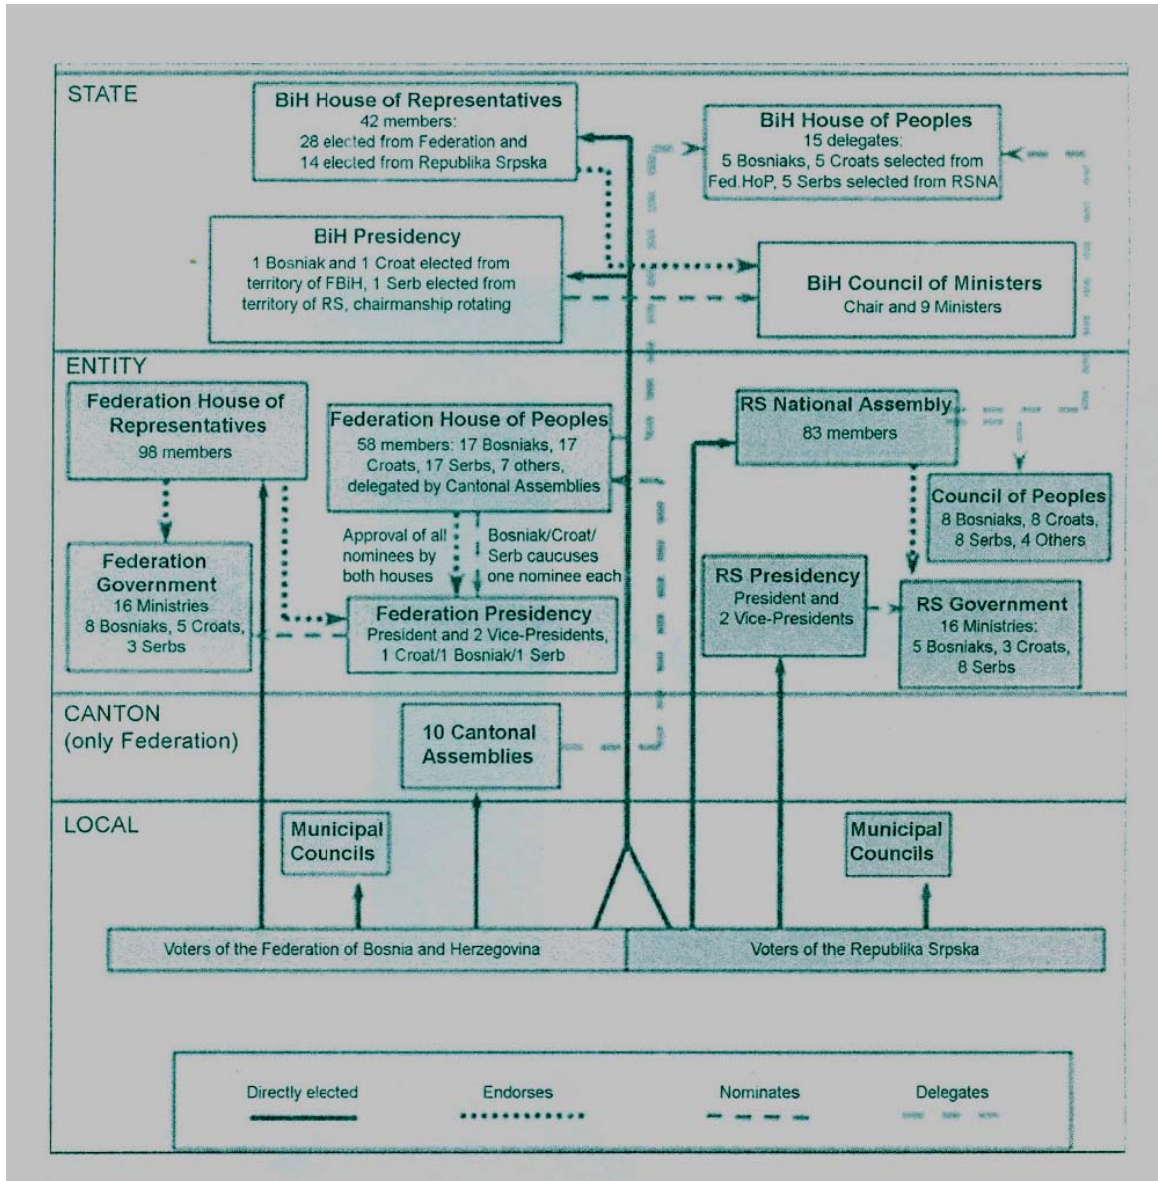 STATE
BiH House of Representatives
42 members:
28 elected from Federation and
14 elected from Republika Srpska
BiH House of Peoples
15 delegates:
5 Bosniaks, 5 Croats selected from
Fed.HoP, 5 Serbs selected from RSNA
BiH Presidency
1 Bosniak and 1 Croat elected from
territory of FBiH, 1 Serb elected from
territory of RS, chairmanship rotating
BiH Council of Ministers
Chair and 9 Ministers
ENTITY
Federation House of
Representatives
98 members
Federation House of Peoples
58 members: 17 Bosniaks, 17
Croats, 17 Serbs, 7 others,
delegated by Cantonal Assemblies
RS National Assembly
83 members
Council of Peoples
8 Bosniaks, 8 Croats,
8 Serbs, 4 Others
Federation
Government
16 Ministries
8 Bosniaks, 5 Croats,
3 Serbs
Approval of all
nominees by
both houses
Bosniak/Croat/
Serb caucuses
one nominee each
Federation Presidency
President and 2 Vice-Presidents,
1 Croat/1 Bosniak/1 Serb
RS Presidency
President and
2 Vice-Presidents
RS Government
16 Ministries:
5 Bosniaks, 3 Croats,
8 Serbs
CANTON
(only Federation)
10 Cantonal
Assemblies
LOCAL
Municipal
Councils
Municipal
Councils
Voters of the Federation of Bosnia and Herzegovina
Voters of the Republika Srpska
Directly elected
Endorses
Nominates
Delegates